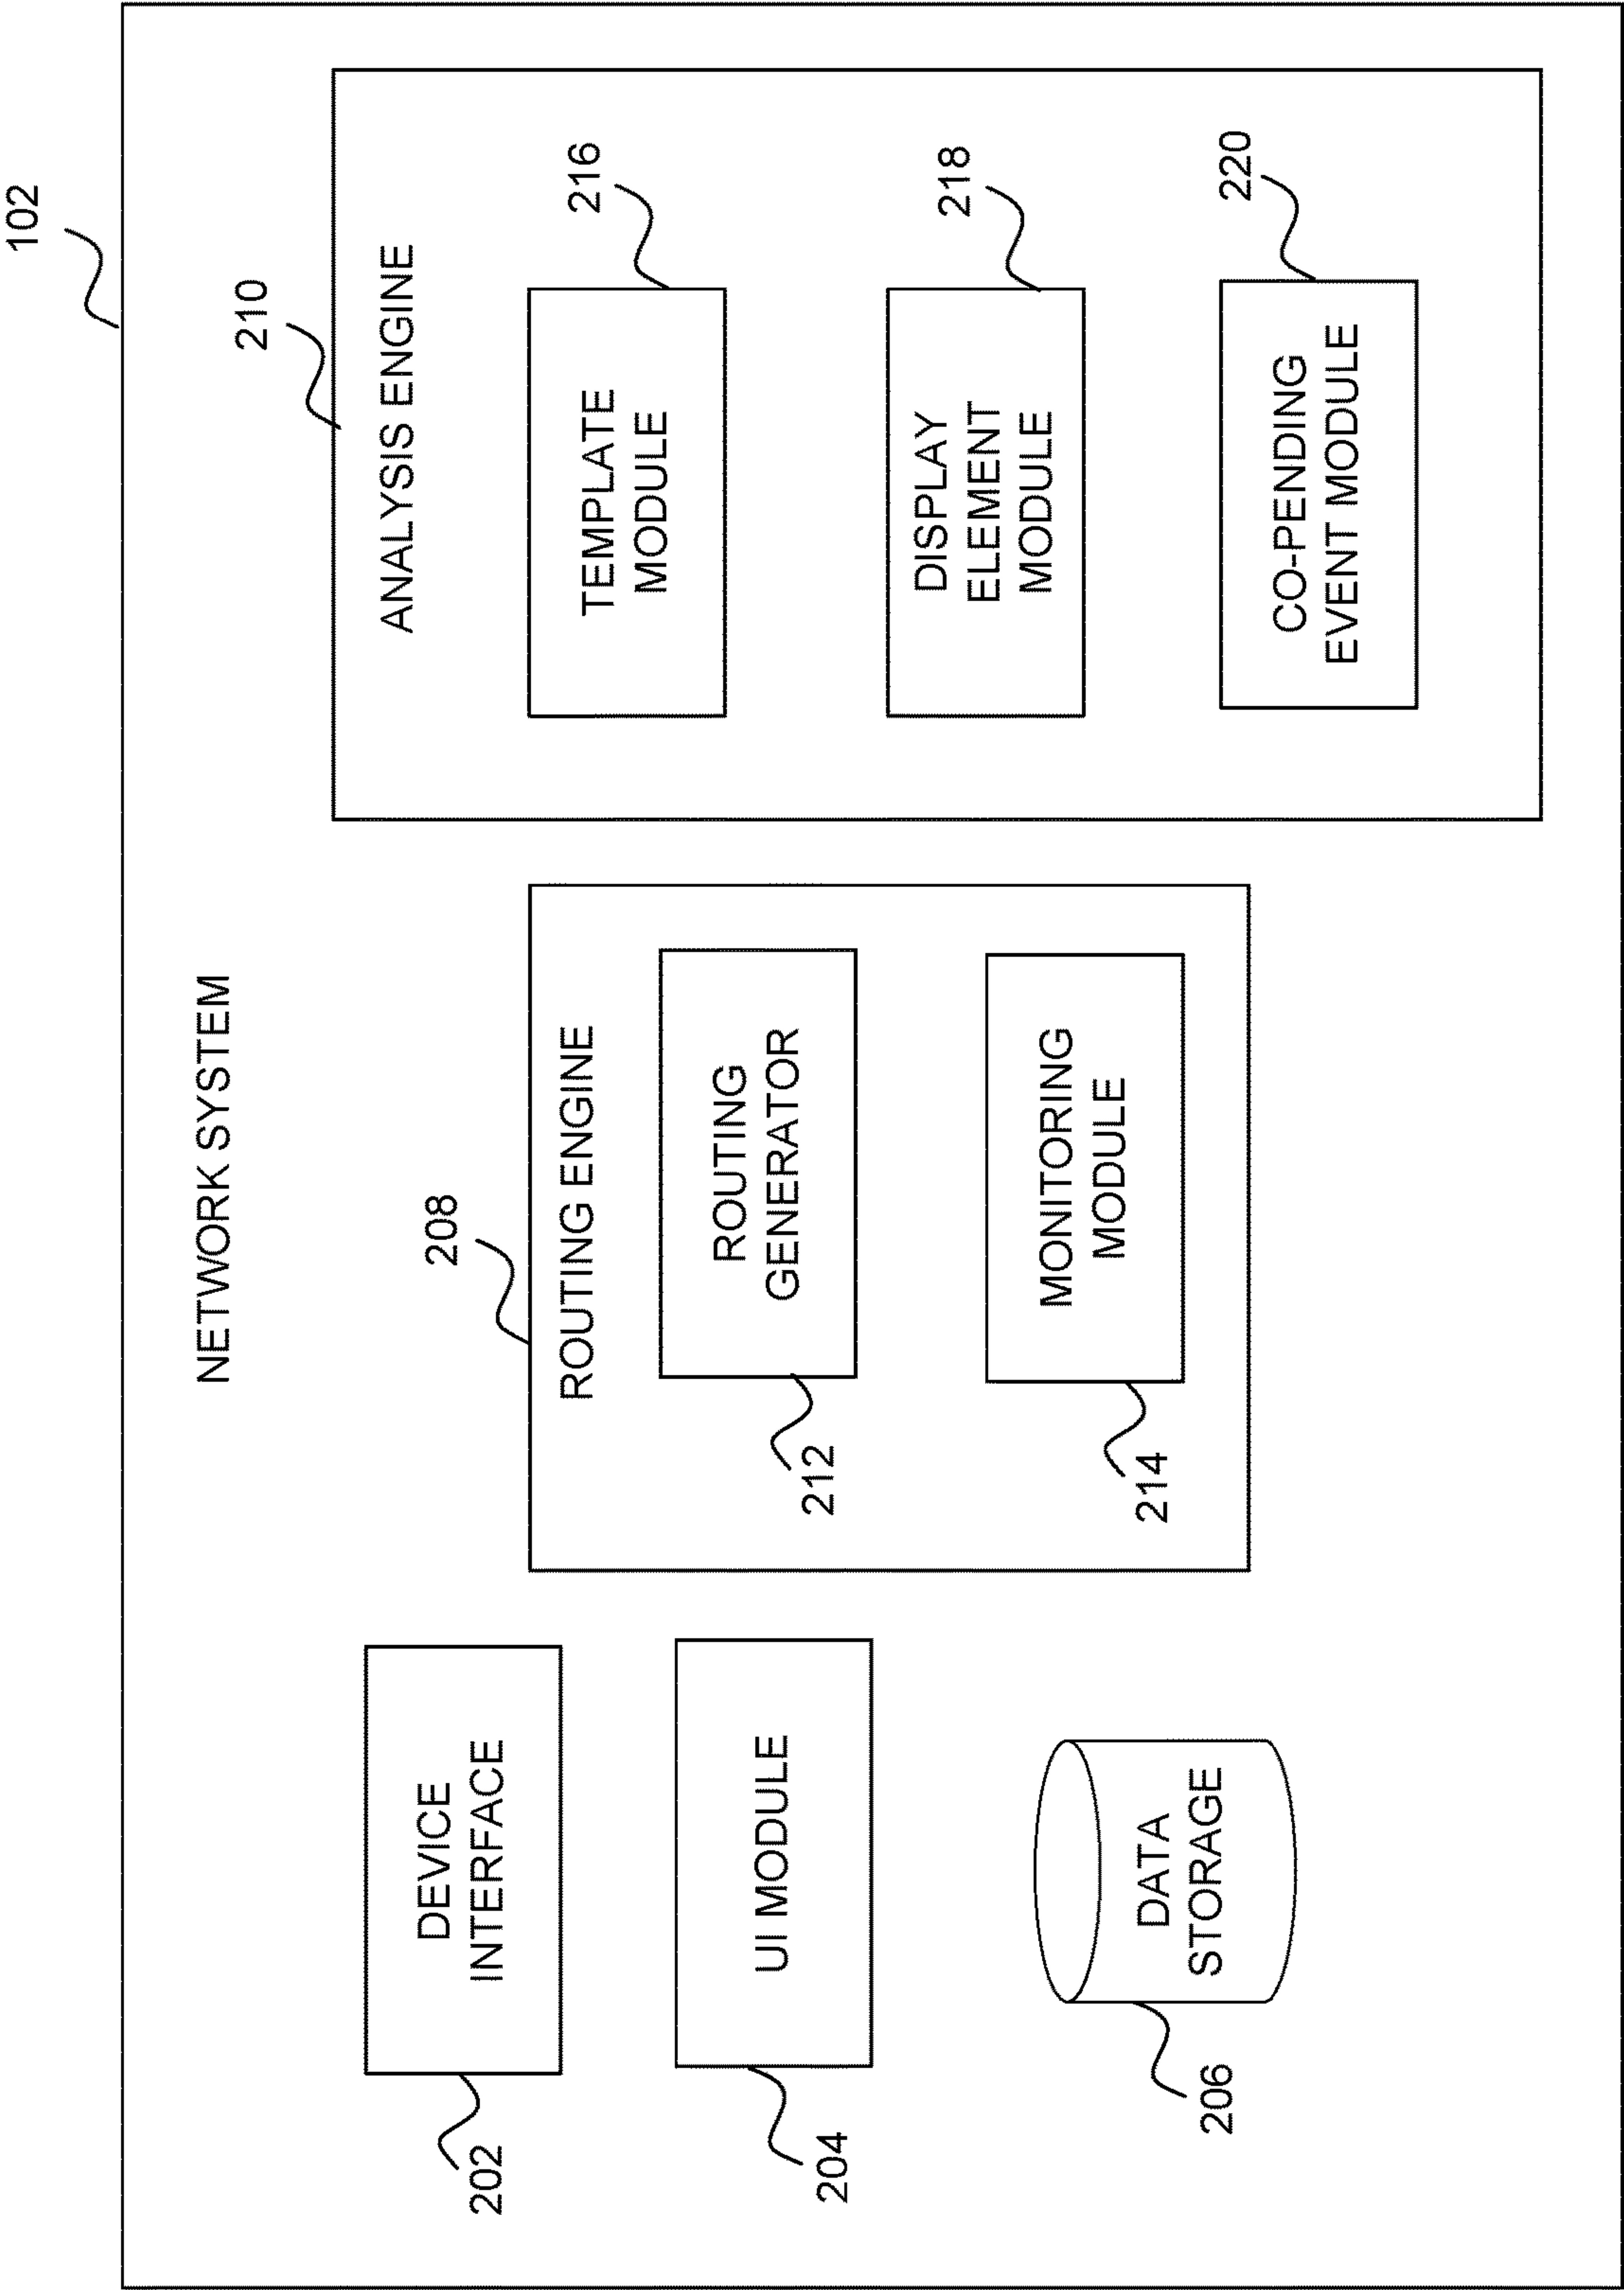 102
NETWORK SYSTEM
202
DEVICE
INTERFACE
204
UI MODULE
206
DATA
STORAGE
208
ROUTING ENGINE
212
ROUTING
GENERATOR
214
MONITORING
MODULE
210
ANALYSIS ENGINE
216
TEMPLATE
MODULE
218
DISPLAY
ELEMENT
MODULE
220
CO-PENDING
EVENT MODULE